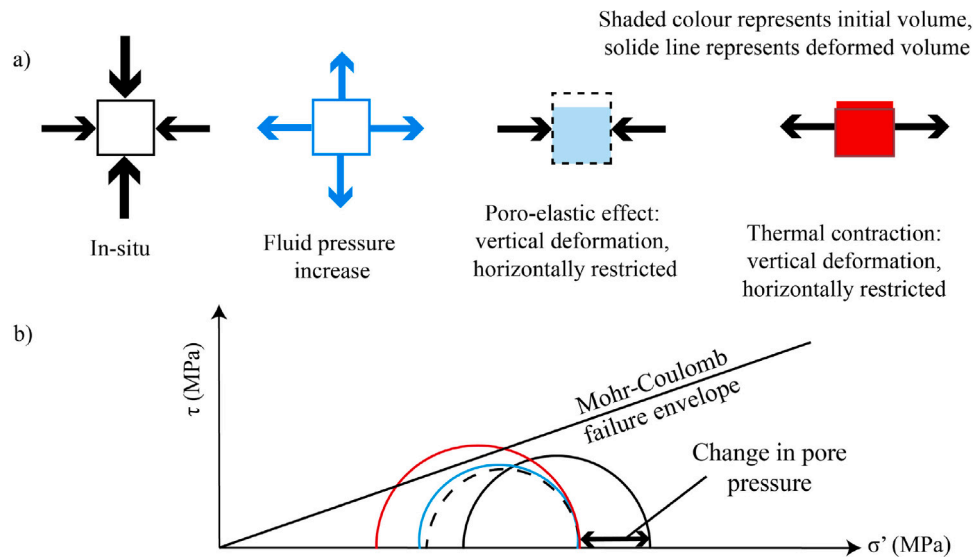 Shaded colour represents initial volume,
solide line represents deformed volume
a)
In-situ
Fluid pressure
increase
Poro-elastic effect:
vertical deformation,
horizontally restricted
Thermal contraction:
vertical deformation,
horizontally restricted
b)
τ (MPa)
Mohr-Coulomb
failure envelope
Change in pore
pressure
σ' (MPa)